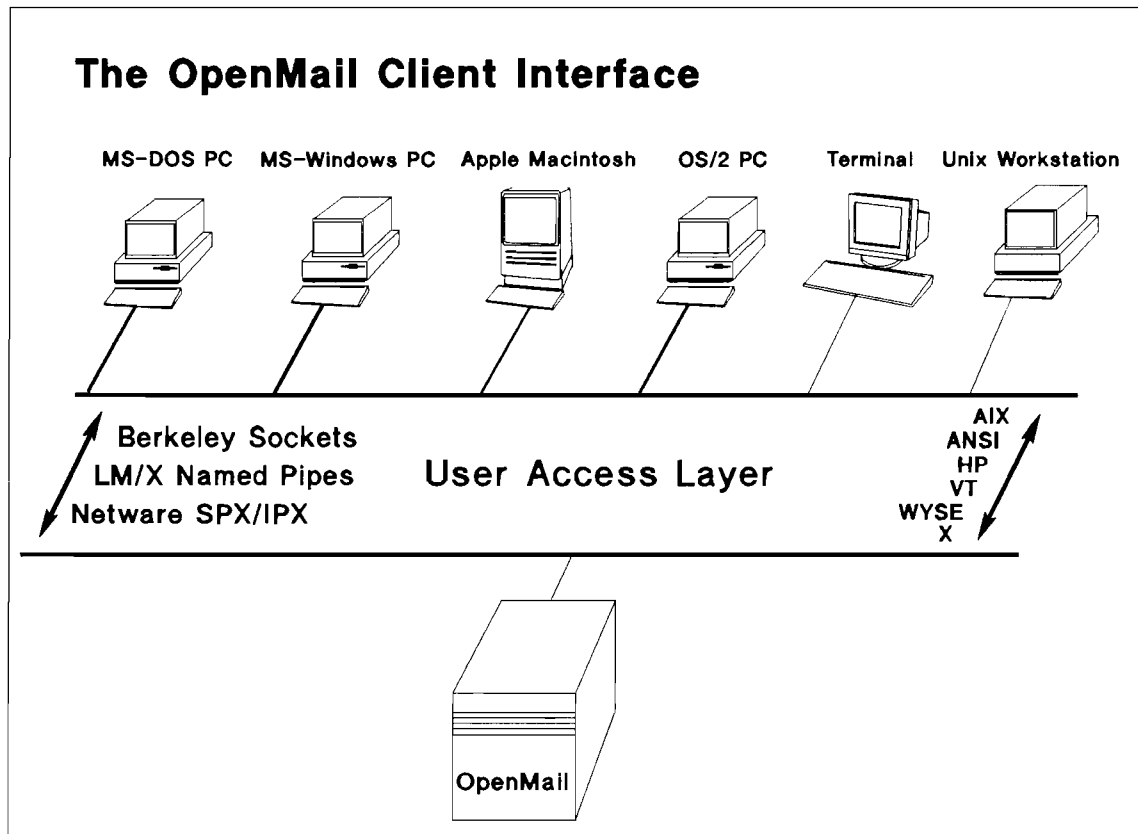 The OpenMail Client Interface
MS-DOS PC
MS-Windows PC
Apple Macintosh
OS/2 PC
Terminal
Unix Workstation
Berkeley Sockets
LM/X Named Pipes
Netware SPX/IPX
User Access Layer
AIX
ANSI
HP
VT
WYSE
X
OpenMail